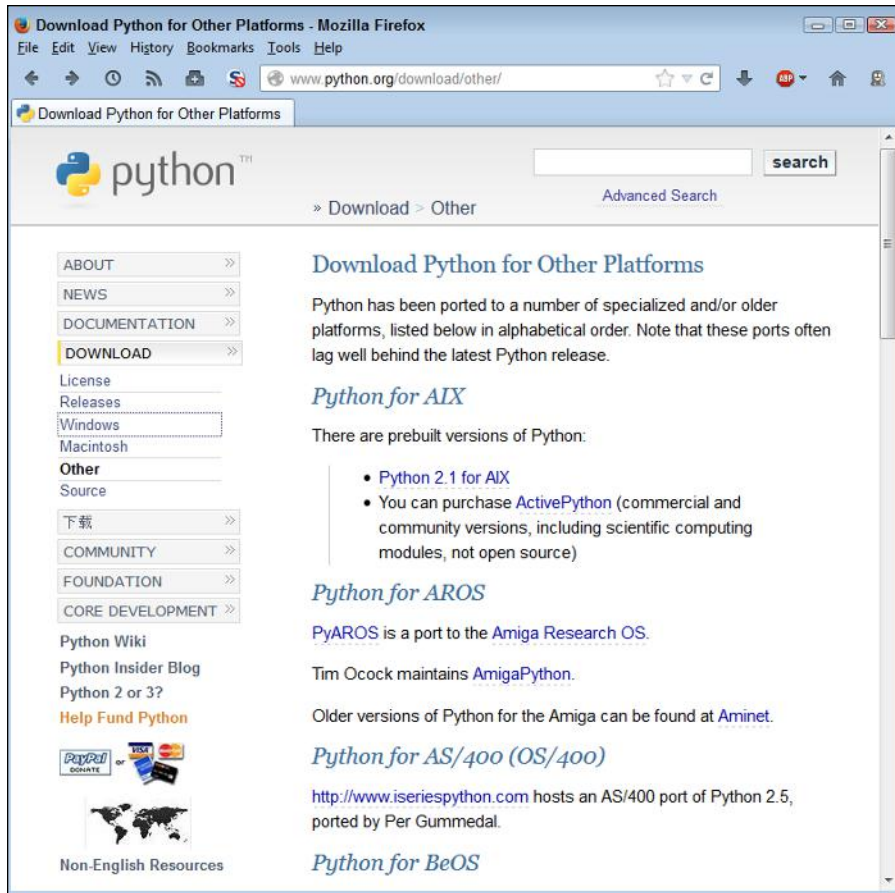 Download Python for Other Platforms - Mozilla Firefox
File Edit View History Bookmarks Tools Help
www.python.org/download/other/
ABP
Download Python for Other Platforms
python TM
search
Advanced Search
» Download > Other
ABOUT »
NEWS »
DOCUMENTATION »
DOWNLOAD »
License
Releases
Windows
Macintosh
Other
Source
下载 »
COMMUNITY »
FOUNDATION »
CORE DEVELOPMENT »
Python Wiki
Python Insider Blog
Python 2 or 3?
Help Fund Python
PayPal DONATE or VISA
Non-English Resources
Download Python for Other Platforms
Python has been ported to a number of specialized and/or older
platforms, listed below in alphabetical order. Note that these ports often
lag well behind the latest Python release.
Python for AIX
There are prebuilt versions of Python:
• Python 2.1 for AIX
• You can purchase ActivePython (commercial and
community versions, including scientific computing
modules, not open source)
Python for AROS
PyAROS is a port to the Amiga Research OS.
Tim Ocock maintains AmigaPython.
Older versions of Python for the Amiga can be found at Aminet.
Python for AS/400 (OS/400)
http://www.iseriespython.com hosts an AS/400 port of Python 2.5,
ported by Per Gummedal.
Python for BeOS